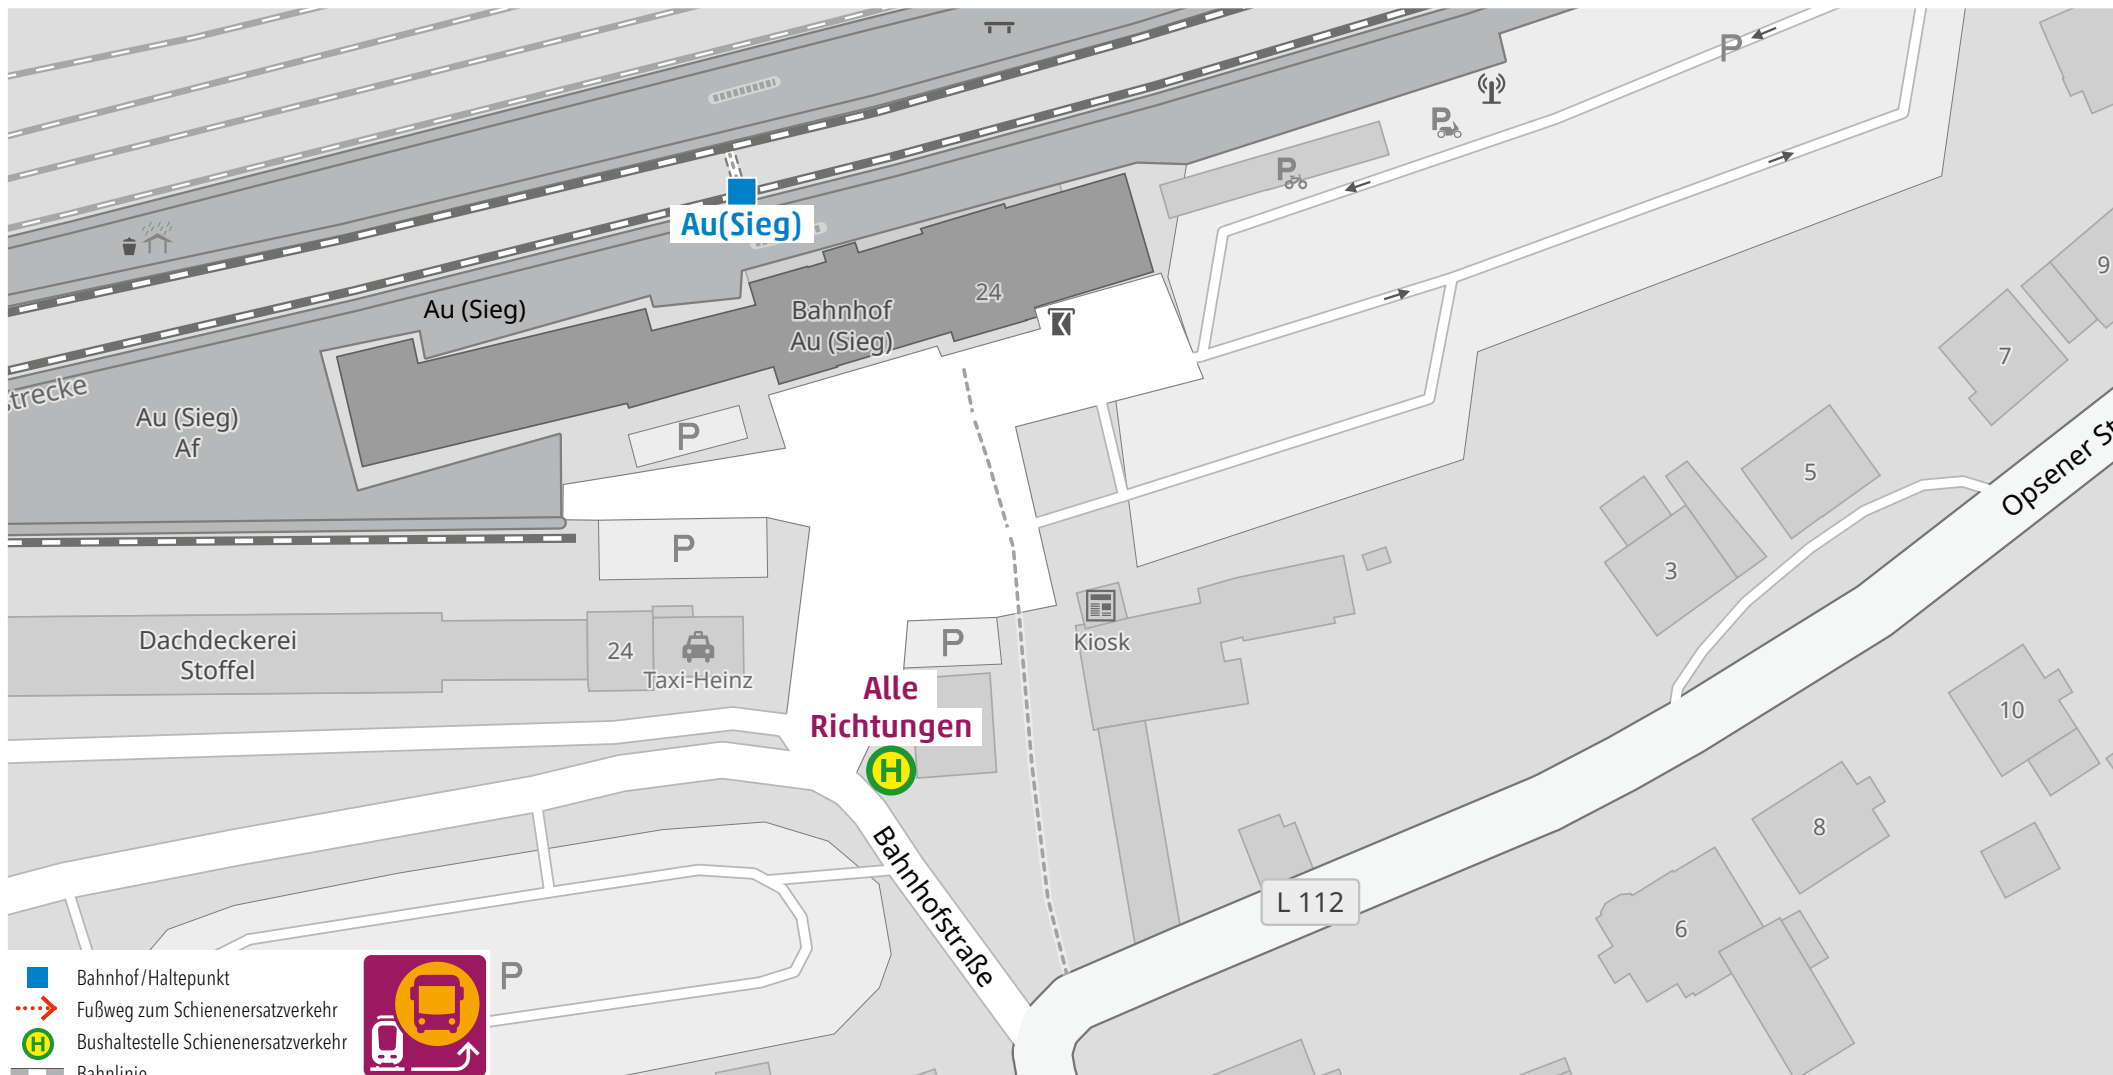 P
P
P
Au(Sieg)
Au (Sieg)
Bahnhof
Au (Sieg)
24
strecke
Au (Sieg)
Af
P
P
9
7
5
3
Opsener St
Dachdeckerei
Stoffel
24
Taxi-Heinz
P
Kiosk
Alle
Richtungen
H
10
8
6
L 112
Bahnhofstraße
P
Bahnhof/Haltepunkt
Fußweg zum Schienenersatzverkehr
H
Bushaltestelle Schienenersatzverkehr
Bahnlinie